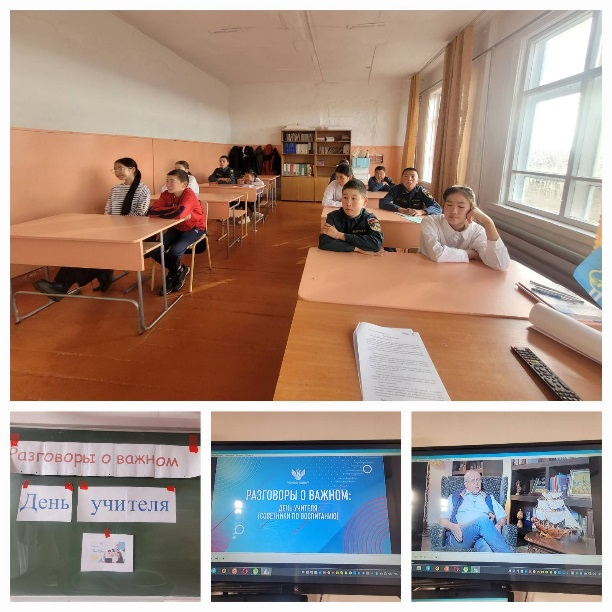 Разговоры о важном
День учителя
РАЗГОВОРЫ О ВАЖНОМ:
ДЕНЬ УЧИТЕЛЯ
(СОВЕТНИКИ ПО ВОСПИТАНИЮ)